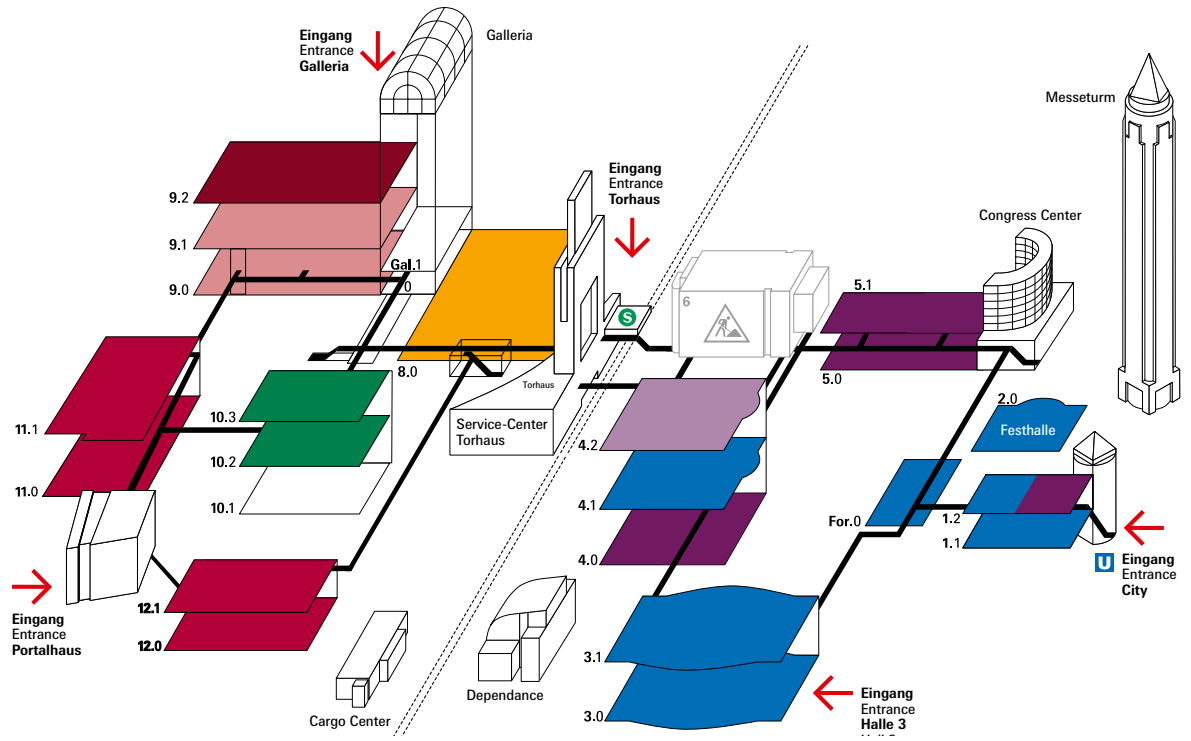 Eingang
Entrance
Galleria
Galleria
Messeturm
Eingang
Entrance
Torhaus
9.2
Congress Center
9.1
Gal.1
0
9.0
6
5.1
S
8.0
5.0
Torhaus
2.0
Festhalle
10.3
11.1
Service-Center
Torhaus
4.2
10.2
11.0
10.1
4.1
For.0
1.2
1.1
U
Eingang
Entrance
City
4.0
12.1
Eingang
Entrance
Portalhaus
12.0
3.1
Dependance
Cargo Center
3.0
Eingang
Entrance
Halle 3